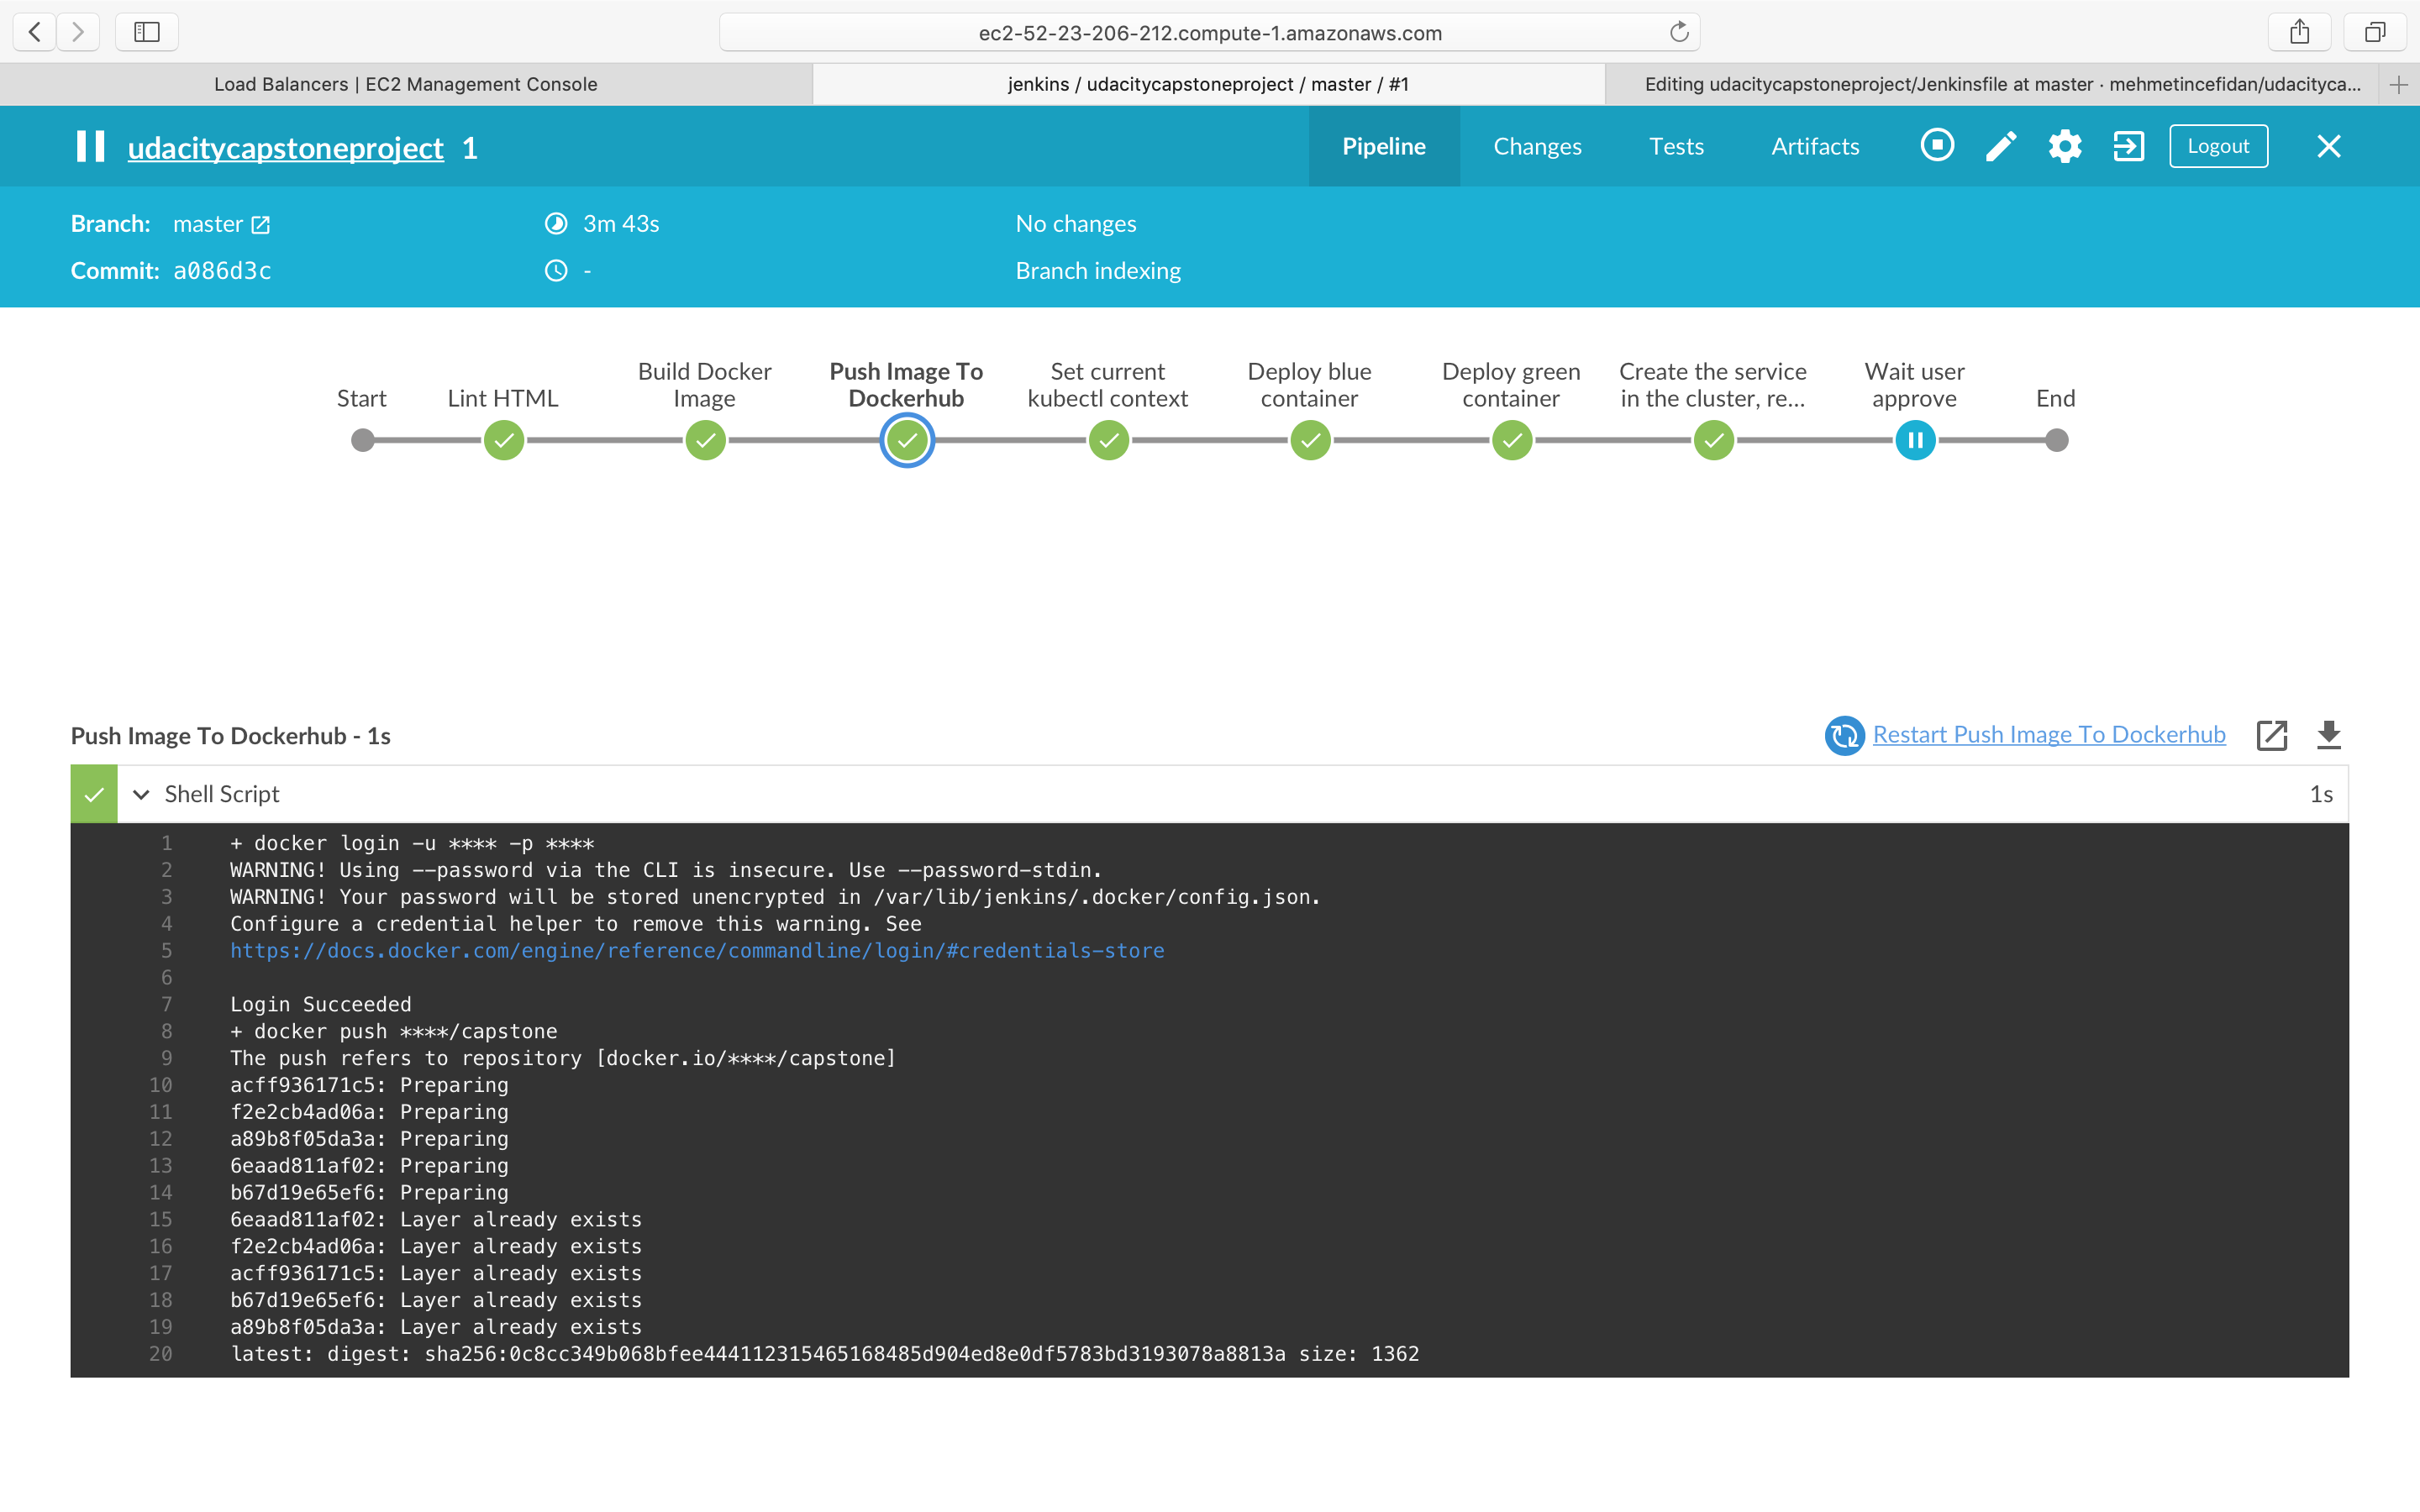 ec2-52-23-206-212.compute-1.amazonaws.com
Load Balancers | EC2 Management Console
jenkins / udacitycapstoneproject / master / #1
Editing udacitycapstoneproject/Jenkinsfile at master · mehmetincefidan/udacityca...
udacitycapstoneproject 1
Pipeline
Changes
Tests
Artifacts
Logout
Branch: master
3m 43s
No changes
Commit: a086d3c
-
Branch indexing
Start
Lint HTML
Build Docker
Image
Push Image To
Dockerhub
Set current
kubectl context
Deploy blue
container
Deploy green
container
Create the service
in the cluster, re...
Wait user
approve
End
Push Image To Dockerhub - 1s
Restart Push Image To Dockerhub
Shell Script
1s
1 + docker login -u **** -p ****
2 WARNING! Using --password via the CLI is insecure. Use --password-stdin.
3 WARNING! Your password will be stored unencrypted in /var/lib/jenkins/.docker/config.json.
4 Configure a credential helper to remove this warning. See
5 https://docs.docker.com/engine/reference/commandline/login/#credentials-store
6
7 Login Succeeded
8 + docker push ****/capstone
9 The push refers to repository [docker.io/****/capstone]
10 acff936171c5: Preparing
11 f2e2cb4ad06a: Preparing
12 a89b8f05da3a: Preparing
13 6eaad811af02: Preparing
14 b67d19e65ef6: Preparing
15 6eaad811af02: Layer already exists
16 f2e2cb4ad06a: Layer already exists
17 acff936171c5: Layer already exists
18 b67d19e65ef6: Layer already exists
19 a89b8f05da3a: Layer already exists
20 latest: digest: sha256:0c8cc349b068bfee444112315465168485d904ed8e0df5783bd3193078a8813a size: 1362